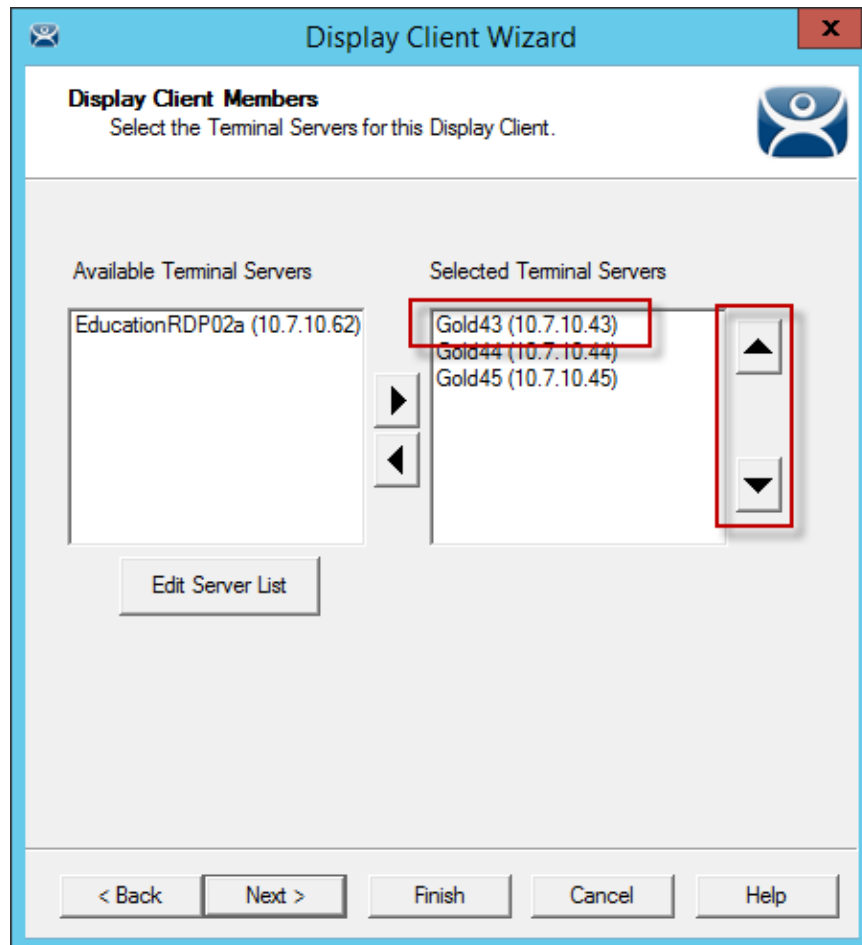 Display Client Wizard
x
Display Client Members
Select the Terminal Servers for this Display Client.
Available Terminal Servers
EducationRDP02a (10.7.10.62)
Selected Terminal Servers
Gold43 (10.7.10.43)
Gold44 (10.7.10.44)
Gold45 (10.7.10.45)
Edit Server List
< Back
Next >
Finish
Cancel
Help